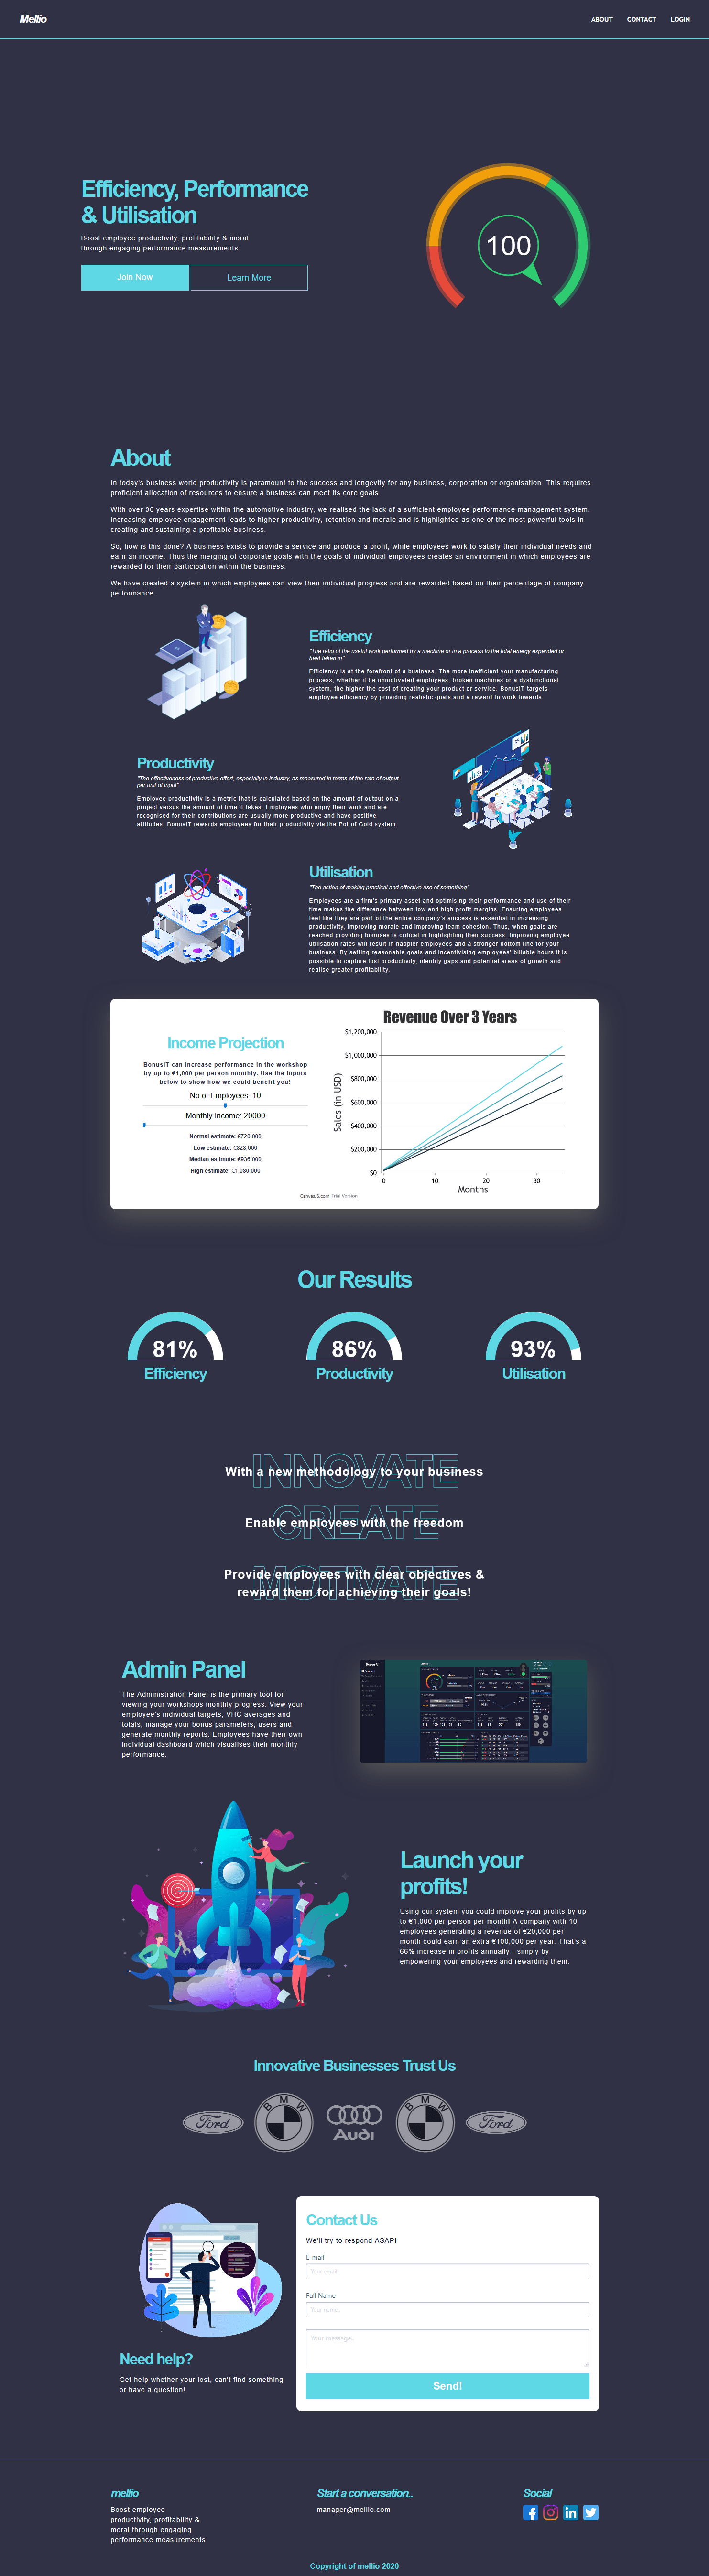 Mellio
ABOUT CONTACT LOGIN
Efficiency, Performance
& Utilisation
Boost employee productivity, profitability & moral
through engaging performance measurements
Join Now
Learn More
100
About
In today's business world productivity is paramount to the success and longevity for any business, corporation or organisation. This requires
proficient allocation of resources to ensure a business can meet its core goals.
With over 30 years expertise within the automotive industry, we realised the lack of a sufficient employee performance management system.
Increasing employee engagement leads to higher productivity, retention and morale and is highlighted as one of the most powerful tools in
creating and sustaining a profitable business.
So, how is this done? A business exists to provide a service and produce a profit, while employees work to satisfy their individual needs and
earn an income. Thus the merging of corporate goals with the goals of individual employees creates an environment in which employees are
rewarded for their participation within the business.
We have created a system in which employees can view their individual progress and are rewarded based on their percentage of company
performance.
Efficiency
"The ratio of the useful work performed by a machine or in a process to the total energy expended or
heat taken in"
Efficiency is at the forefront of a business. The more inefficient your manufacturing
process, whether it be unmotivated employees, broken machines or a dysfunctional
system, the higher the cost of creating your product or service. BonusIT targets
employee efficiency by providing realistic goals and a reward to work towards.
Productivity
"The effectiveness of productive effort, especially in industry, as measured in terms of the rate of output
per unit of input"
Employee productivity is a metric that is calculated based on the amount of output on a
project versus the amount of time it takes. Employees who enjoy their work and are
recognised for their contributions are usually more productive and have positive
attitudes. BonusIT rewards employees for their productivity via the Pot of Gold system.
Utilisation
"The action of making practical and effective use of something"
Employees are a firm's primary asset and optimising their performance and use of their
time makes the difference between low and high profit margins. Ensuring employees
feel like they are part of the entire company's success is essential in increasing
productivity, improving morale and improving team cohesion. Thus, when goals are
reached providing bonuses is critical in highlighting their success. Improving employee
utilisation rates will result in happier employees and a stronger bottom line for your
business. By setting reasonable goals and incentivising employees' billable hours it is
possible to capture lost productivity, identify gaps and potential areas of growth and
realise greater profitability.
Income Projection
BonusIT can increase performance in the workshop
by up to €1,000 per person monthly. Use the inputs
below to show how we could benefit you!
No of Employees: 10
Monthly Income: 20000
Normal estimate: €720,000
Low estimate: €828,000
Median estimate: €936,000
High estimate: €1,080,000
Revenue Over 3 Years
Sales (in USD)
$1,200,000
$1,000,000
$800,000
$600,000
$400,000
$200,000
$0
0 10 20 30
Months
CanvasJS.com Trial Version
Our Results
81%
Efficiency
86%
Productivity
93%
Utilisation
INNOVATE
With a new methodology to your business
CREATE
Enable employees with the freedom
MOTIVATE
Provide employees with clear objectives &
reward them for achieving their goals!
Admin Panel
The Administration Panel is the primary tool for
viewing your workshops monthly progress. View your
employee's individual targets, VHC averages and
totals, manage your bonus parameters, users and
generate monthly reports. Employees have their own
individual dashboard which visualises their monthly
performance.
BonusIT
Launch your
profits!
Using our system you could improve your profits by up
to €1,000 per person per month! A company with 10
employees generating a revenue of €20,000 per
month could earn an extra €100,000 per year. That's a
66% increase in profits annually - simply by
empowering your employees and rewarding them.
Innovative Businesses Trust Us
Ford
BMW
Audi
BMW
Ford
Need help?
Get help whether your lost, can't find something
or have a question!
Contact Us
We'll try to respond ASAP!
E-mail
Your email..
Full Name
Your name..
Your message..
Send!
mellio
Boost employee
productivity, profitability &
moral through engaging
performance measurements
Start a conversation..
manager@mellio.com
Social
Copyright of mellio 2020